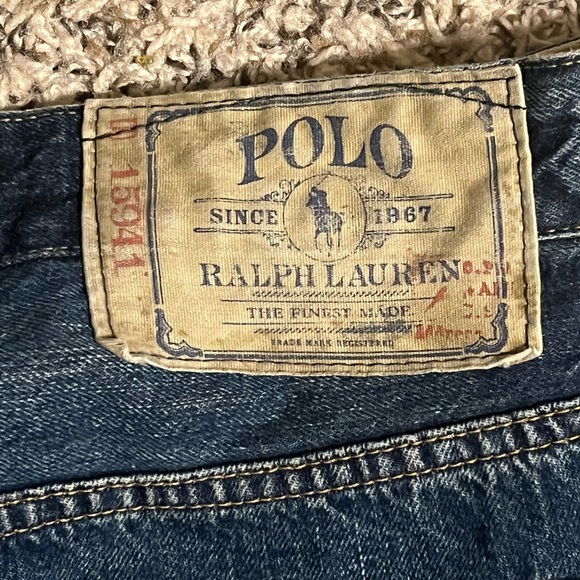 15941
POLO
SINCE 1967
RALPH LAUREN
THE FINEST MADE
TRADE MARK REGISTERED